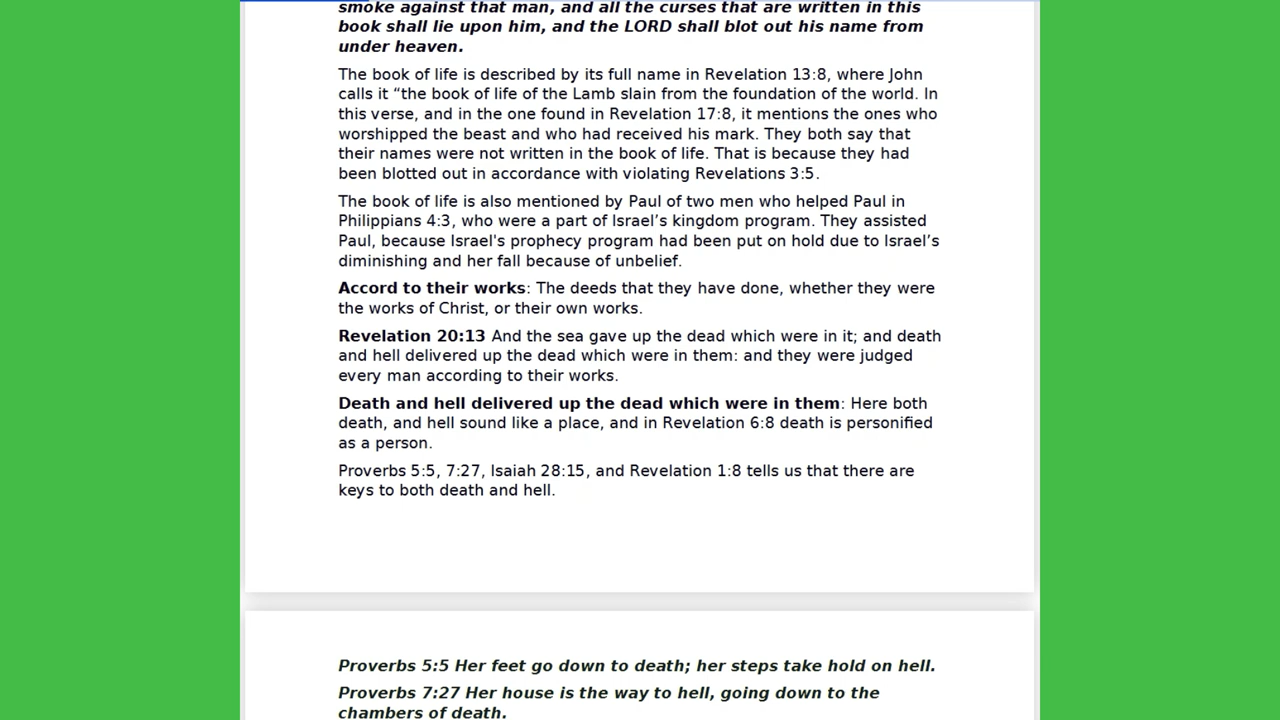 smoke against that man, and all the curses that are written in this
book shall lie upon him, and the LORD shall blot out his name from
under heaven.
The book of life is described by its full name in Revelation 13:8, where John
calls it “the book of life of the Lamb slain from the foundation of the world. In
this verse, and in the one found in Revelation 17:8, it mentions the ones who
worshipped the beast and who had received his mark. They both say that
their names were not written in the book of life. That is because they had
been blotted out in accordance with violating Revelations 3:5.
The book of life is also mentioned by Paul of two men who helped Paul in
Philippians 4:3, who were a part of Israel’s kingdom program. They assisted
Paul, because Israel's prophecy program had been put on hold due to Israel’s
diminishing and her fall because of unbelief.
Accord to their works: The deeds that they have done, whether they were
the works of Christ, or their own works.
Revelation 20:13 And the sea gave up the dead which were in it; and death
and hell delivered up the dead which were in them: and they were judged
every man according to their works.
Death and hell delivered up the dead which were in them: Here both
death, and hell sound like a place, and in Revelation 6:8 death is personified
as a person.
Proverbs 5:5, 7:27, Isaiah 28:15, and Revelation 1:8 tells us that there are
keys to both death and hell.
Proverbs 5:5 Her feet go down to death; her steps take hold on hell.
Proverbs 7:27 Her house is the way to hell, going down to the
chambers of death.